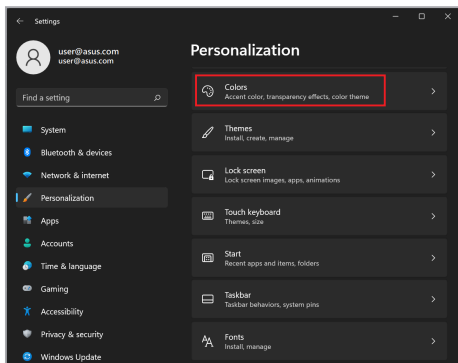 Settings
user@asus.com
user@asus.com
Find a setting
System
Bluetooth & devices
Network & internet
Personalization
Apps
Accounts
Time & language
Gaming
Accessibility
Privacy & security
Windows Update
Personalization
Colors
Accent color, transparency effects, color theme
Themes
Install, create, manage
Lock screen
Lock screen images, apps, animations
Touch keyboard
Themes, size
Start
Recent apps and items, folders
Taskbar
Taskbar behaviors, system pins
Fonts
Install, manage